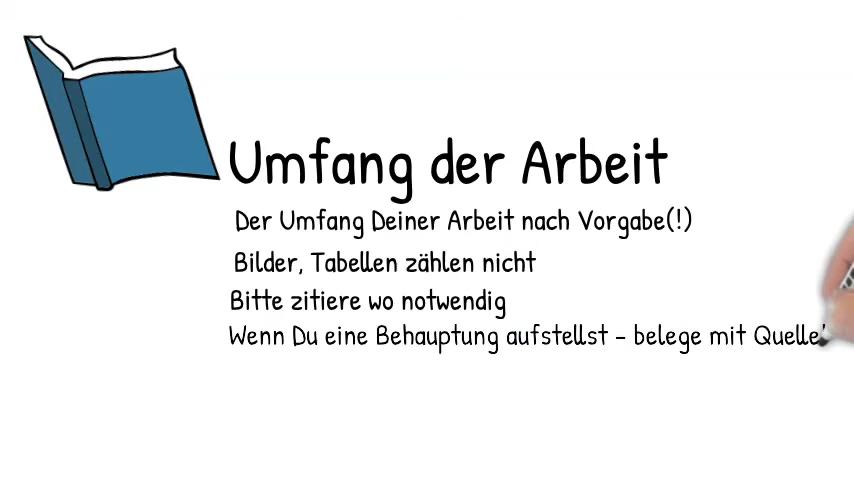 Umfang der Arbeit
Der Umfang Deiner Arbeit nach Vorgabe(!)
Bilder, Tabellen zählen nicht
Bitte zitiere wo notwendig
Wenn Du eine Behauptung aufstellst - belege mit Quelle